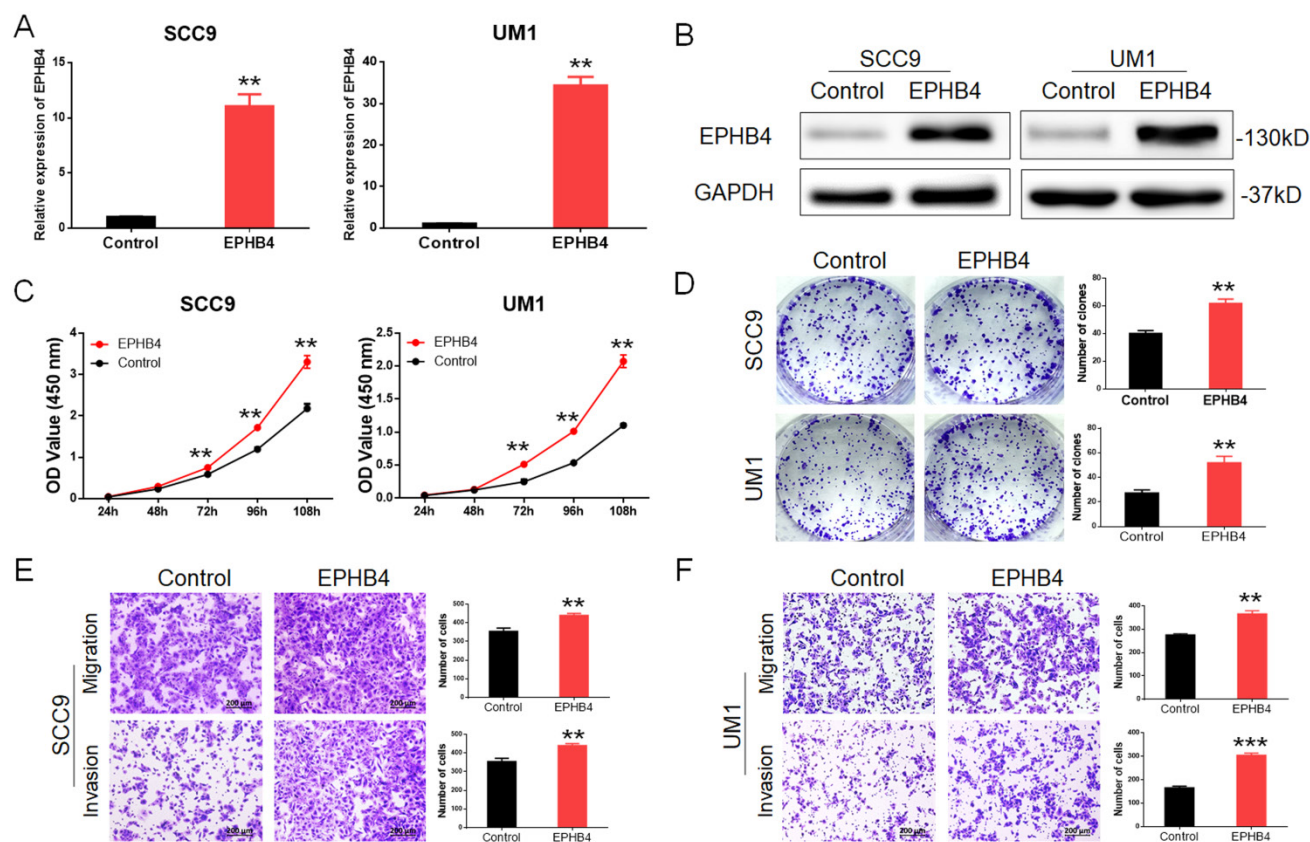 A
SCC9
Relative expression of EPHB4
15
10
5
0
**
Control
EPHB4
UM1
Relative expression of EPHB4
40
30
20
10
0
**
Control
EPHB4
B
SCC9
UM1
Control
EPHB4
Control
EPHB4
EPHB4
-130kD
GAPDH
-37kD
C
SCC9
OD Value (450 nm)
4
3
2
1
0
EPHB4
Control
**
**
**
24h
48h
72h
96h
108h
UM1
OD Value (450 nm)
2.5
2.0
1.5
1.0
0.5
0.0
EPHB4
Control
**
**
**
24h
48h
72h
96h
108h
D
Control
EPHB4
SCC9
Number of clones
80
60
40
20
0
**
Control
EPHB4
UM1
Number of clones
80
60
40
20
0
**
Control
EPHB4
E
Control
EPHB4
SCC9
Migration
200 μm
200 μm
Number of cells
500
400
300
200
100
0
**
Control
EPHB4
Invasion
200 μm
200 μm
Number of cells
500
400
300
200
100
0
**
Control
EPHB4
F
Control
EPHB4
UM1
Migration
200 μm
200 μm
Number of cells
400
300
200
100
0
**
Control
EPHB4
Invasion
200 μm
200 μm
Number of cells
400
300
200
100
0
***
Control
EPHB4